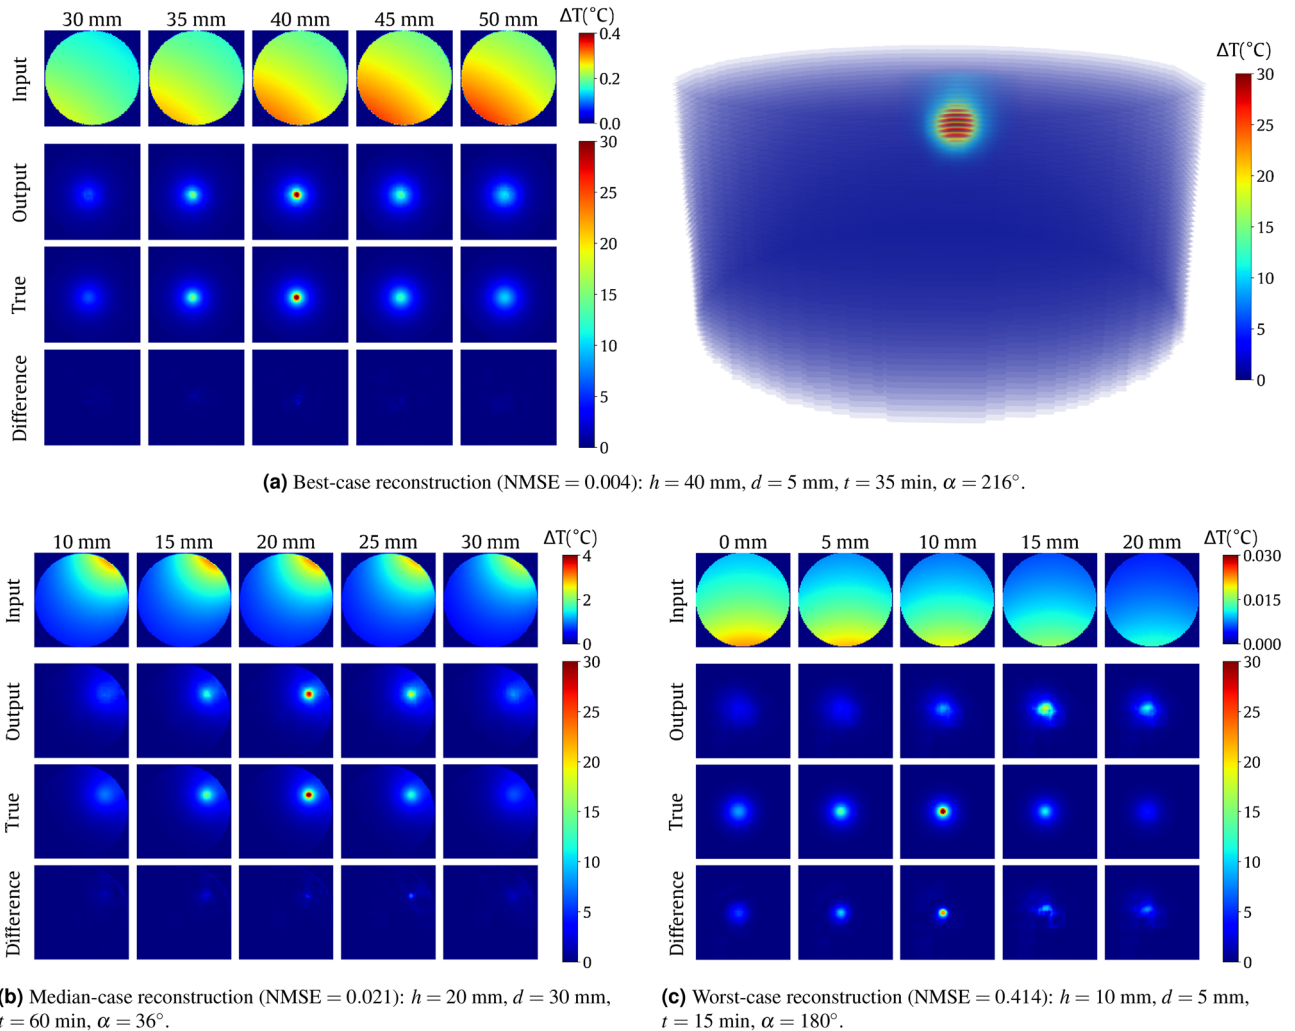 30 mm 35 mm 40 mm 45 mm 50 mm ΔT(°C)
Input
0.4
0.2
0.0
Output
True
Difference
30
25
20
15
10
5
0
ΔT(°C)
30
25
20
15
10
5
0
(a) Best-case reconstruction (NMSE = 0.004): h = 40 mm, d = 5 mm, t = 35 min, α = 216°.
10 mm 15 mm 20 mm 25 mm 30 mm ΔT(°C)
Input
4
2
0
Output
True
Difference
30
25
20
15
10
5
0
(b) Median-case reconstruction (NMSE = 0.021): h = 20 mm, d = 30 mm,
t = 60 min, α = 36°.
0 mm 5 mm 10 mm 15 mm 20 mm ΔT(°C)
Input
0.030
0.015
0.000
Output
True
Difference
30
25
20
15
10
5
0
(c) Worst-case reconstruction (NMSE = 0.414): h = 10 mm, d = 5 mm,
t = 15 min, α = 180°.